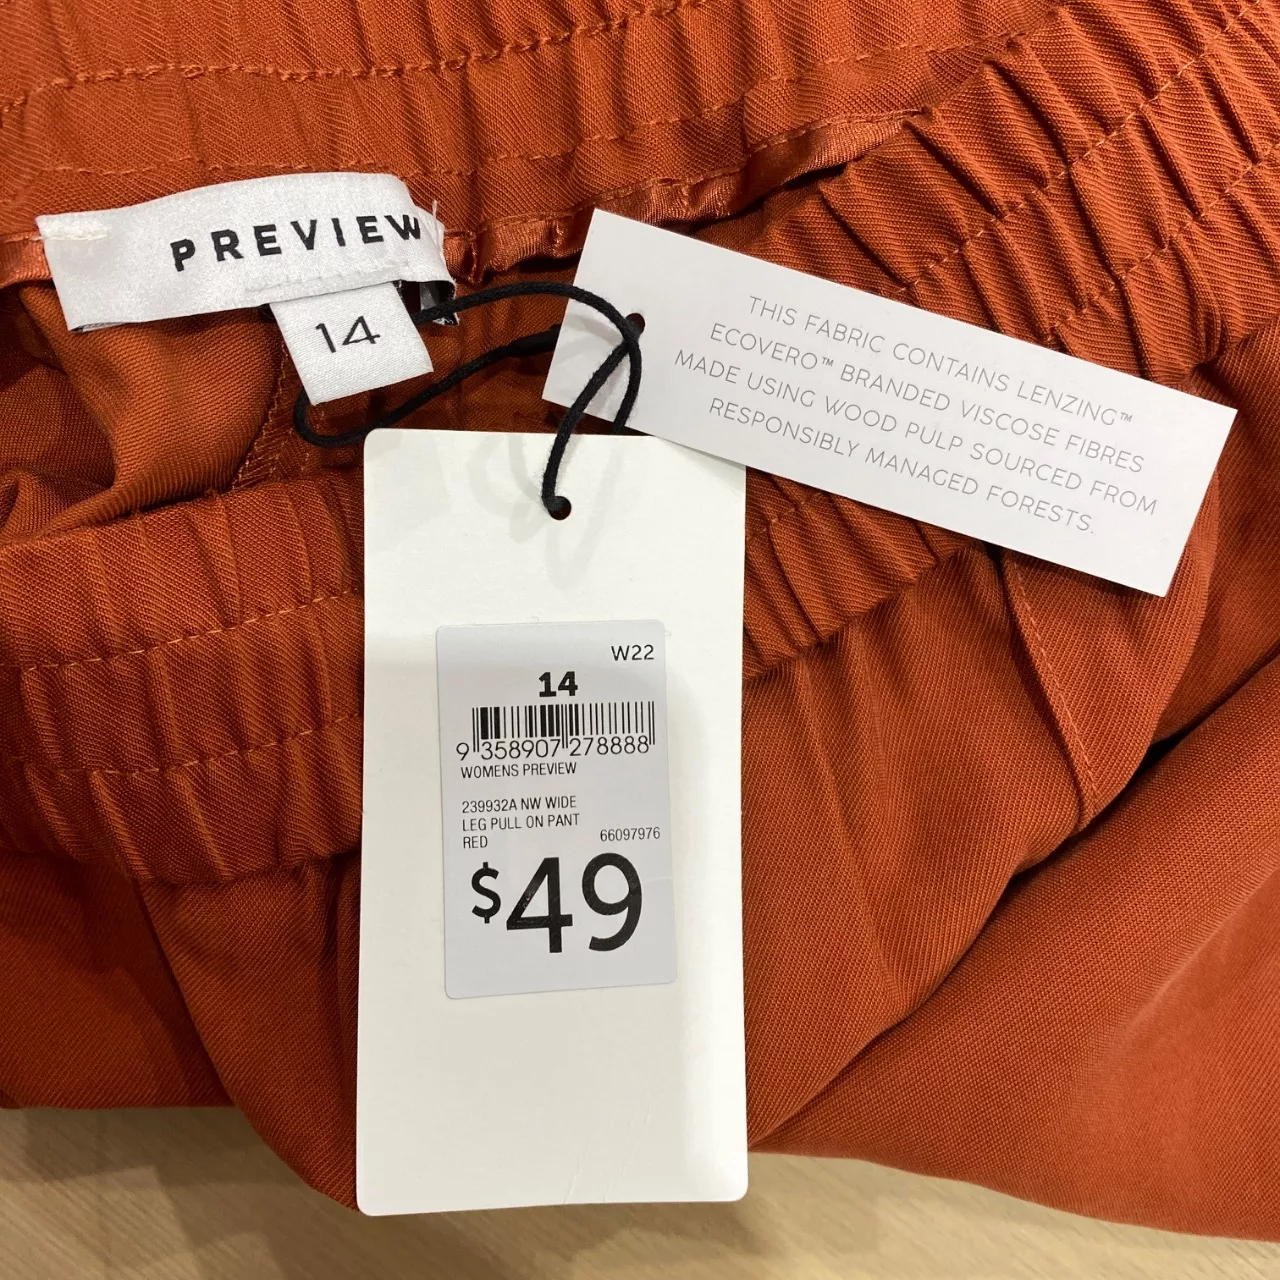 PREVIEW
14
THIS FABRIC CONTAINS LENZING™
ECOVERO™ BRANDED VISCOSE FIBRES
MADE USING WOOD PULP SOURCED FROM
RESPONSIBLY MANAGED FORESTS.
W22
14
9 358907 278888
WOMENS PREVIEW
239932A NW WIDE
LEG PULL ON PANT
RED 66097976
$49